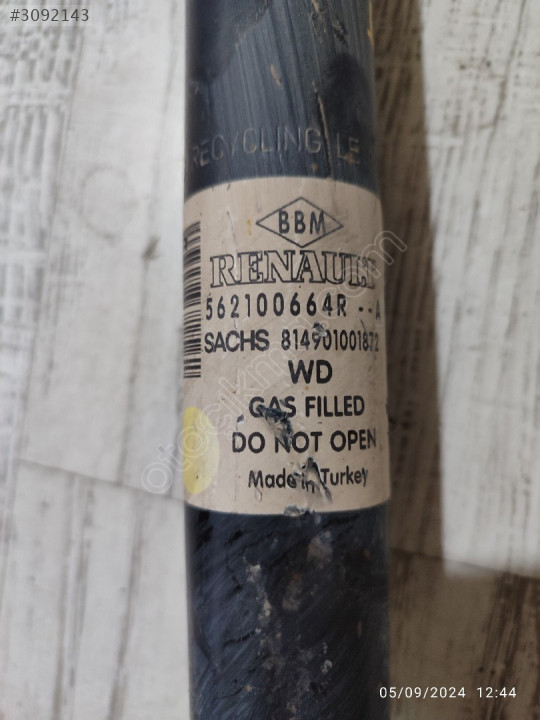 #3092143
RECYCLING LE
BBM
RENAULT
562100664R --A
SACHS 814901001872
WD
GAS FILLED
DO NOT OPEN
Made in Turkey
05/09/2024 12:44